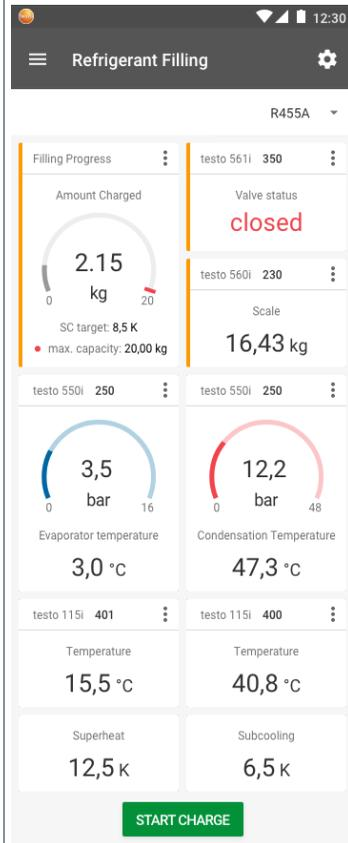 12:30
Refrigerant Filling
R455A
Filling Progress
Amount Charged
2.15
kg
0 20
SC target: 8,5 K
max. capacity: 20,00 kg
testo 561i 350
Valve status
closed
testo 560i 230
Scale
16,43 kg
testo 550i 250
3,5
bar
0 16
Evaporator temperature
3,0 °C
testo 550i 250
12,2
bar
0 48
Condensation Temperature
47,3 °C
testo 115i 401
Temperature
15,5 °C
testo 115i 400
Temperature
40,8 °C
Superheat
12,5 K
Subcooling
6,5 K
START CHARGE